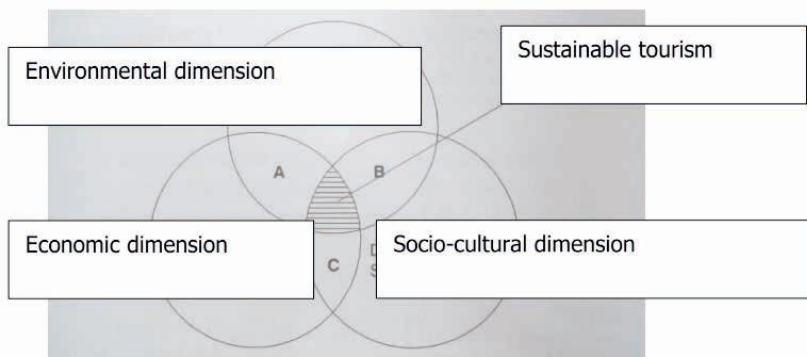 Sustainable tourism
Environmental dimension
A
B
Economic dimension
Socio-cultural dimension
D
S
C